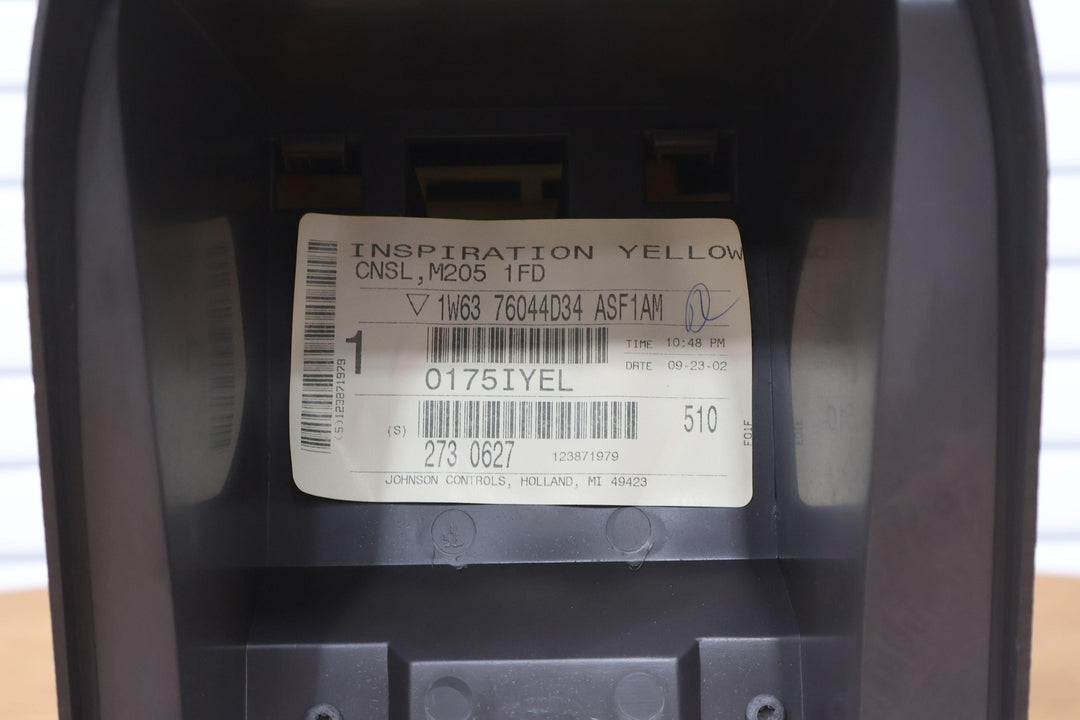 INSPIRATION YELLOW
CNSL,M205 1FD
1W63 76044D34 ASF1AM
TIME 10:48 PM
1
DATE 09-23-02
0175IYEL
(S)123871979
(S)
510
F01F
273 0627
123871979
JOHNSON CONTROLS, HOLLAND, MI 49423